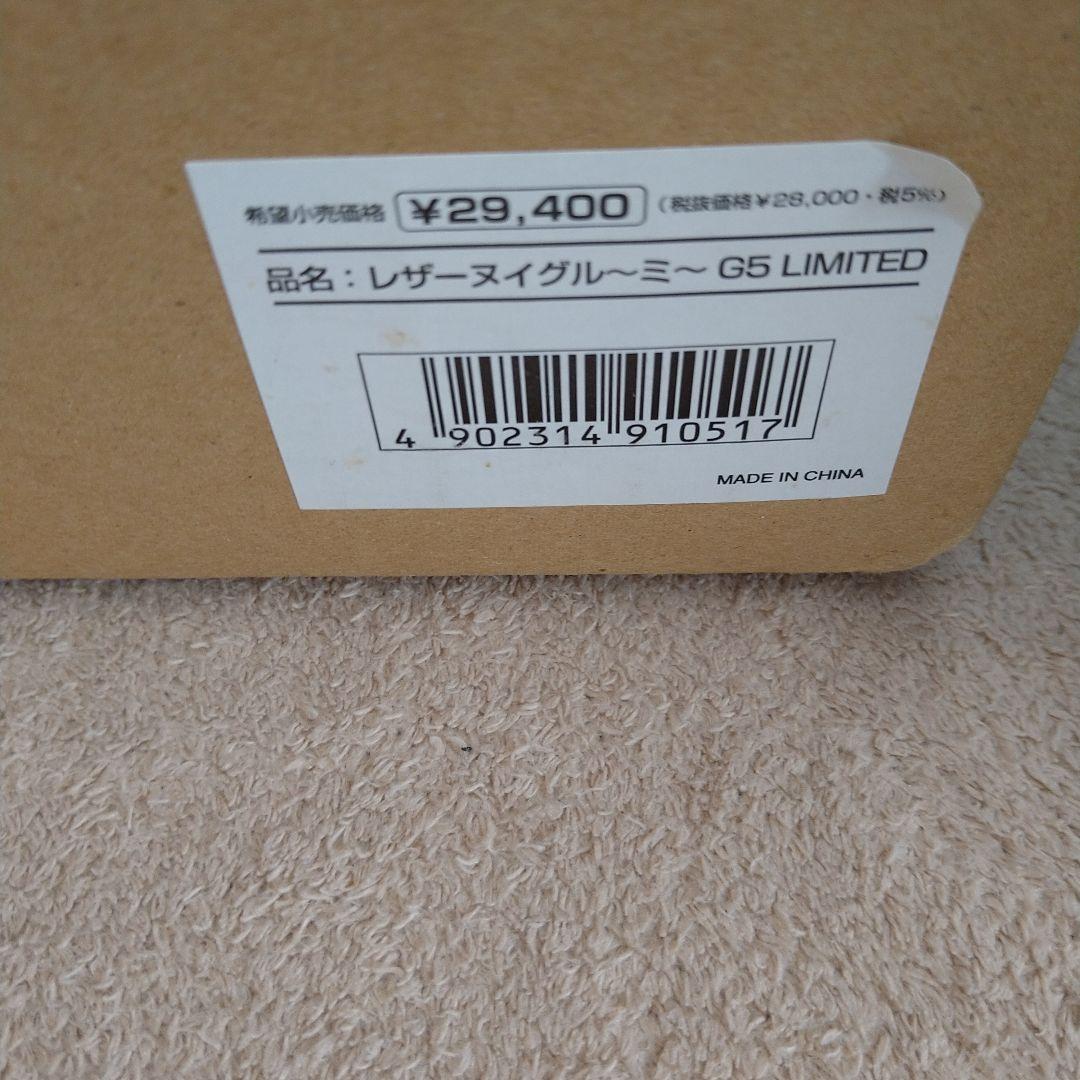 希望小売価格 ¥29,400 (税抜価格¥28,000・税5%)
品名:レザーヌイグル〜ミ〜 G5 LIMITED
4 902314 910517
MADE IN CHINA